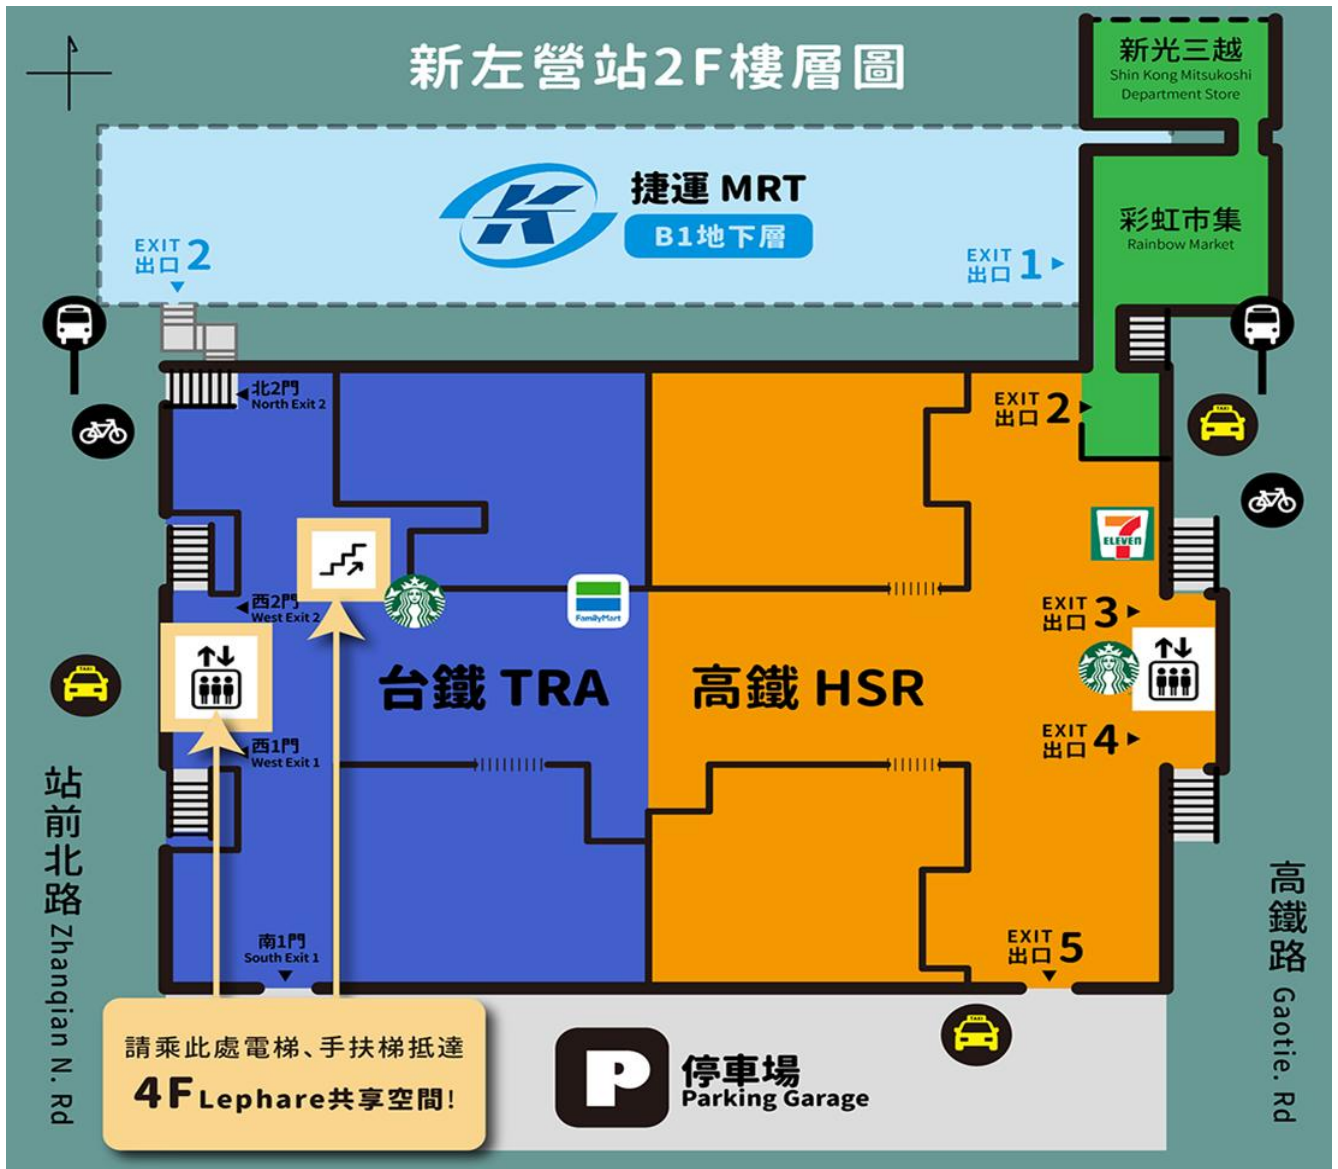 新左營站2F樓層圖
新光三越
Shin Kong Mitsukoshi
Department Store
捷運 MRT
B1地下層
彩虹市集
Rainbow Market
EXIT
出口 2
EXIT
出口 1
北2門
North Exit 2
EXIT
出口 2
7
ELEVEN
西2門
West Exit 2
FamilyMart
EXIT
出口 3
台鐵 TRA
高鐵 HSR
TAXI
TAXI
西1門
West Exit 1
EXIT
出口 4
站前北路 Zhanqian N. Rd
高鐵路 Gaotie. Rd
南1門
South Exit 1
EXIT
出口 5
TAXI
請乘此處電梯、手扶梯抵達
4F Lephare共享空間!
P
停車場
Parking Garage